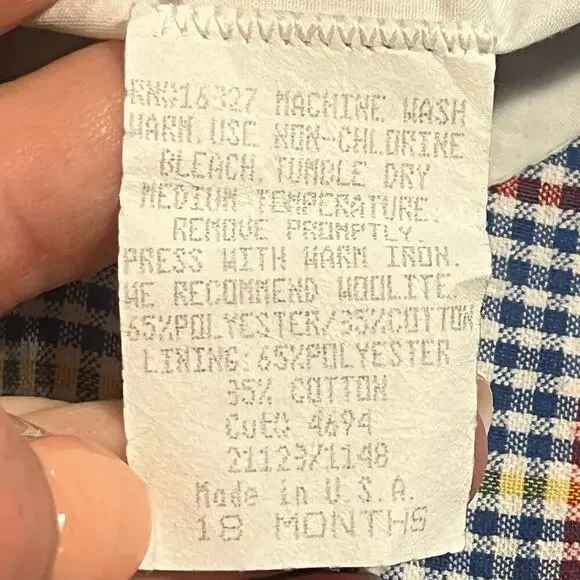 RN#16327 MACHINE WASH
WARM. USE NON-CHLORINE
BLEACH. TUMBLE DRY
MEDIUM TEMPERATURE.
REMOVE PROMPTLY.
PRESS WITH WARM IRON.
WE RECOMMEND WOOLITE.
65%POLYESTER/35%COTTON
LINING: 65%POLYESTER
35% COTTON
4694
21123/1148
Made in U.S.A.
18 MONTHS